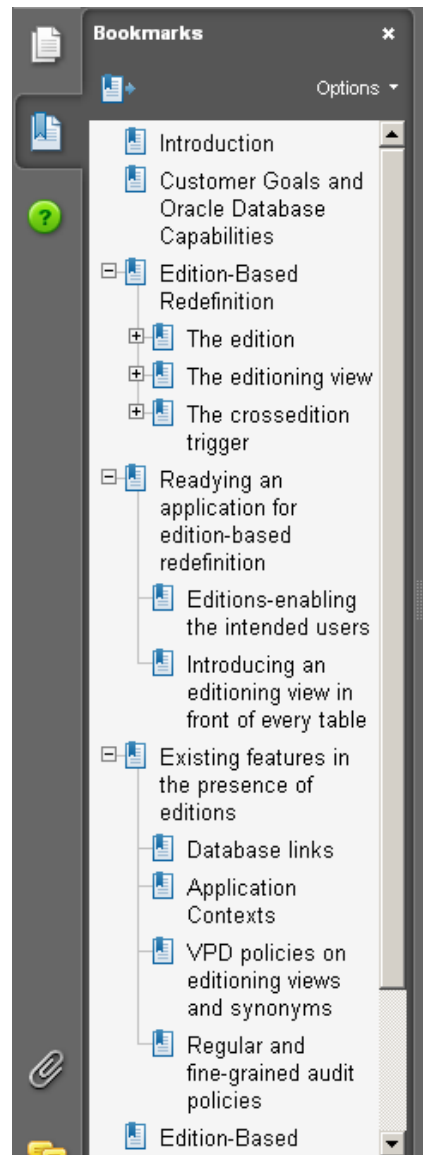 Bookmarks
Options
Introduction
Customer Goals and
Oracle Database
Capabilities
Edition-Based
Redefinition
The edition
The editioning view
The crossedition
trigger
Readying an
application for
edition-based
redefinition
Editions-enabling
the intended users
Introducing an
editioning view in
front of every table
Existing features in
the presence of
editions
Database links
Application
Contexts
VPD policies on
editioning views
and synonyms
Regular and
fine-grained audit
policies
Edition-Based